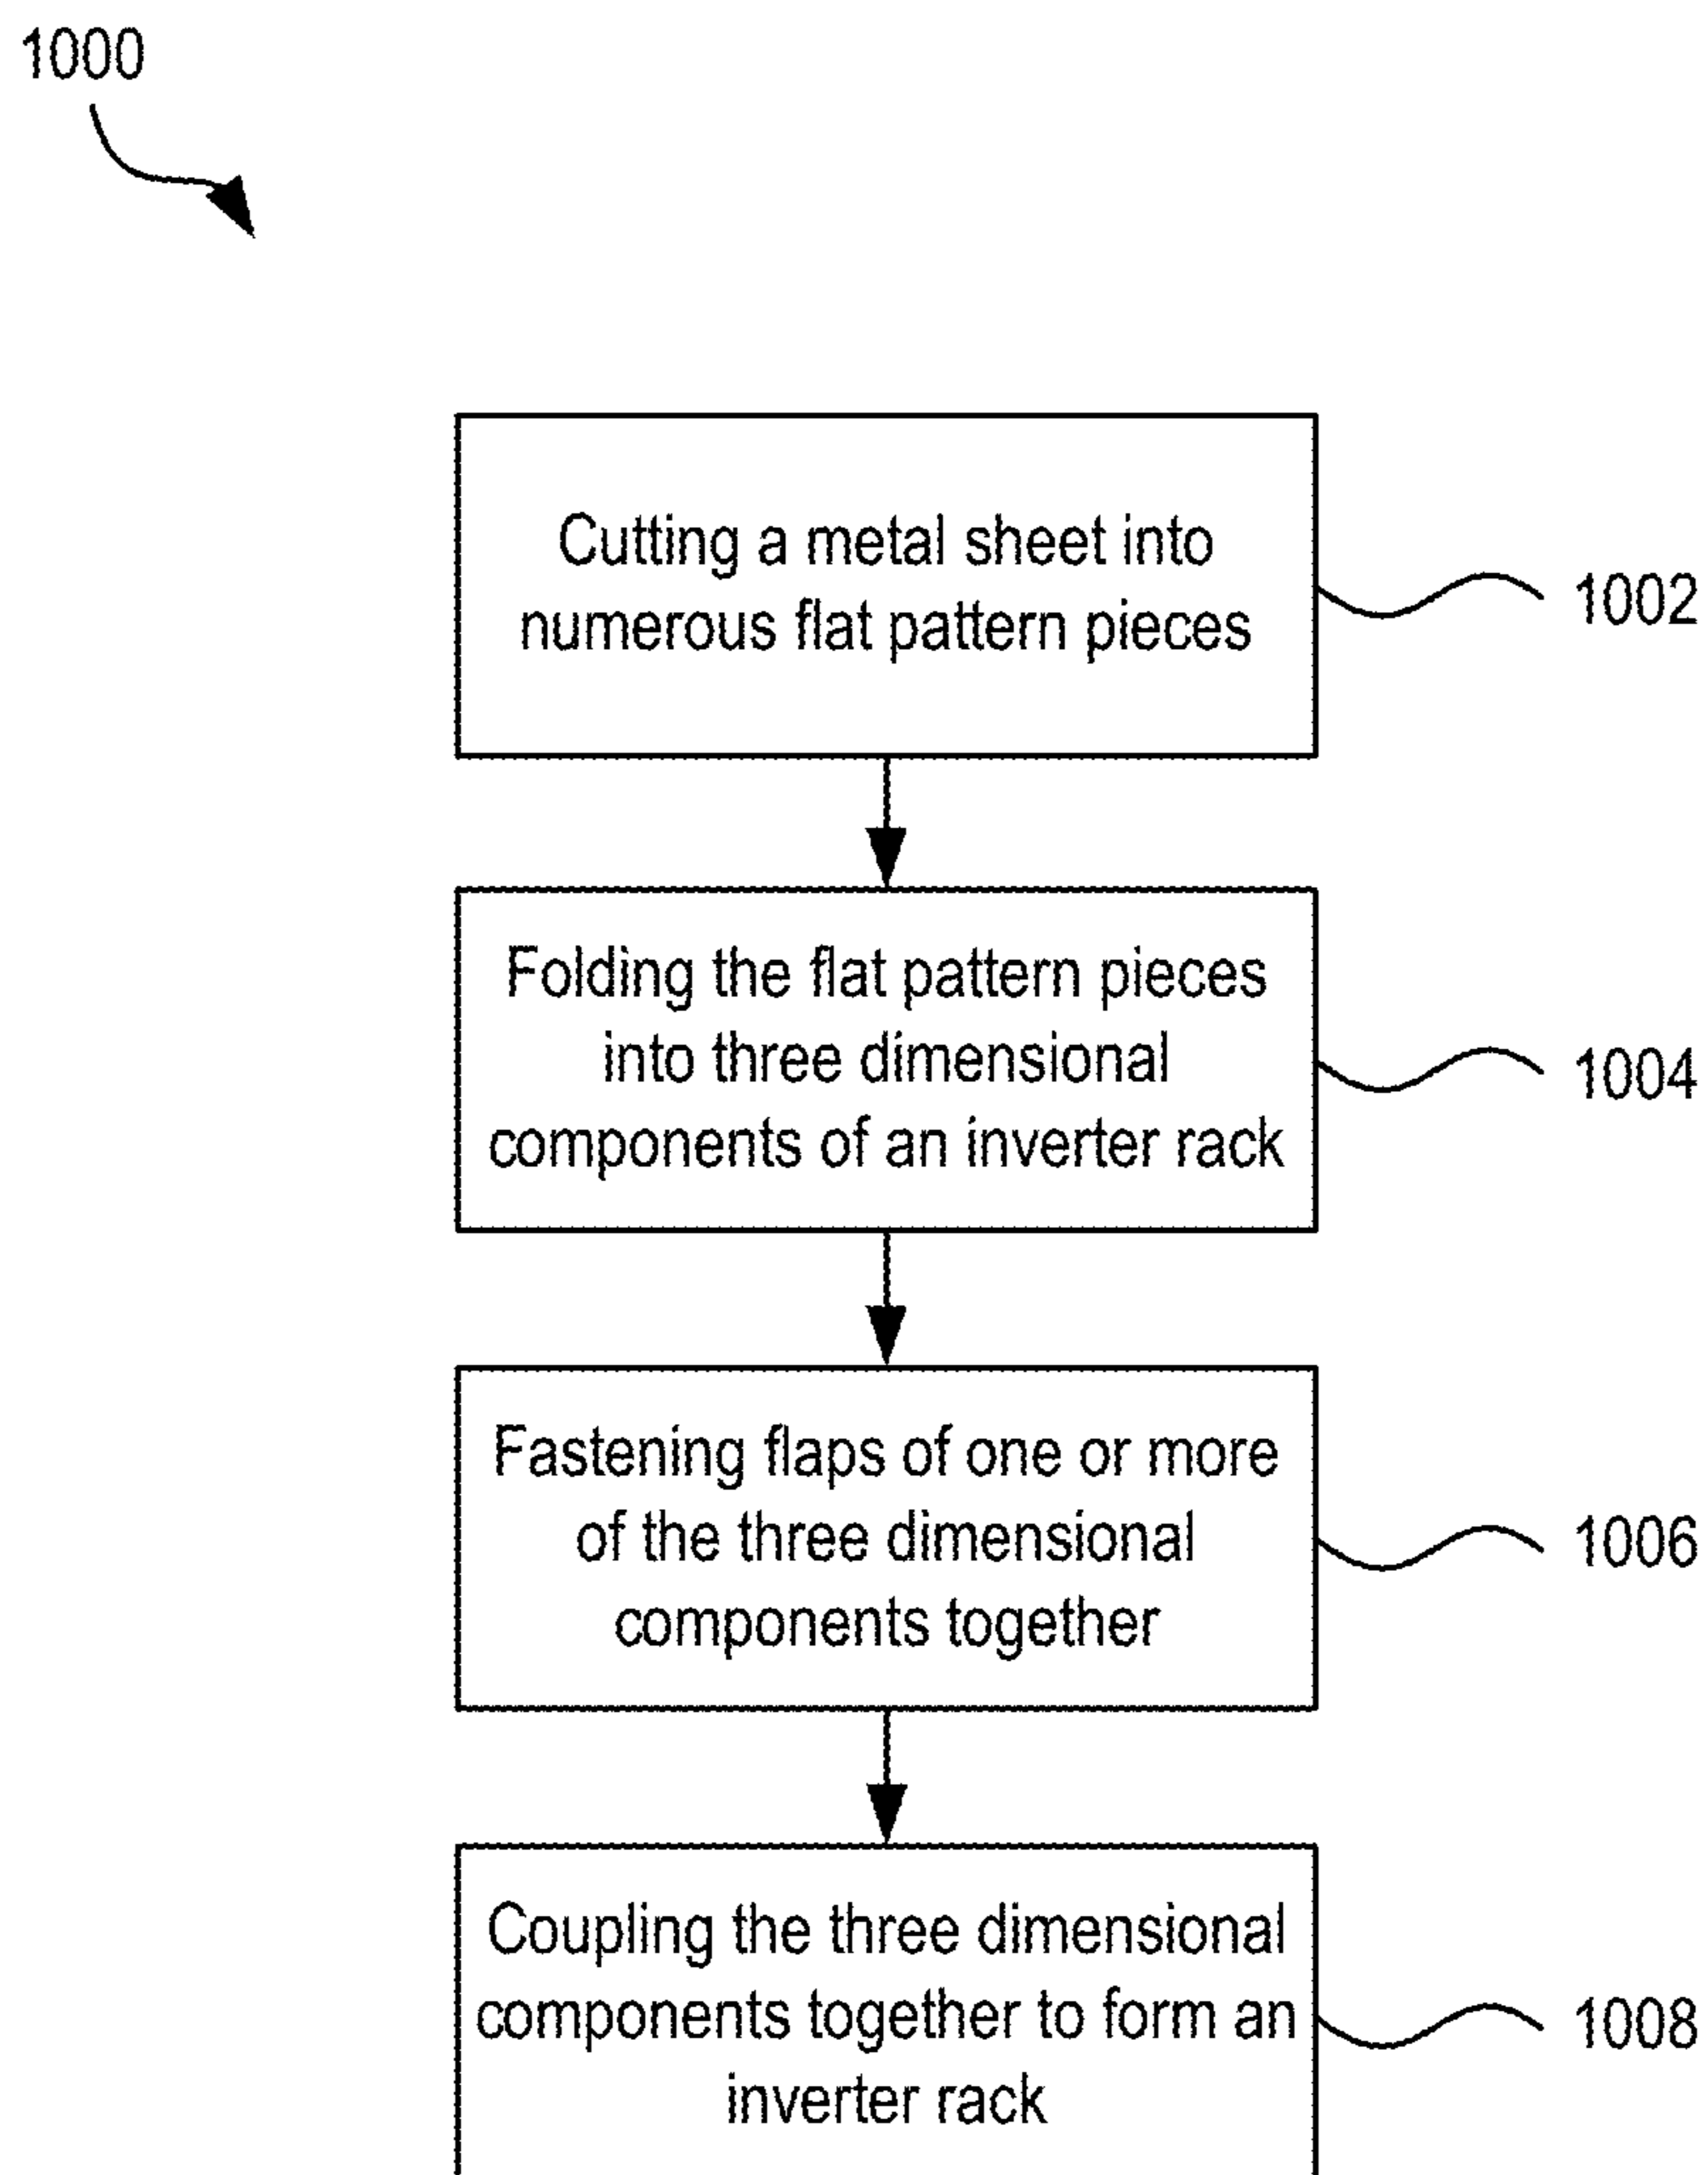 1000
Cutting a metal sheet into
numerous flat pattern pieces
1002
Folding the flat pattern pieces
into three dimensional
components of an inverter rack
1004
Fastening flaps of one or more
of the three dimensional
components together
1006
Coupling the three dimensional
components together to form an
inverter rack
1008